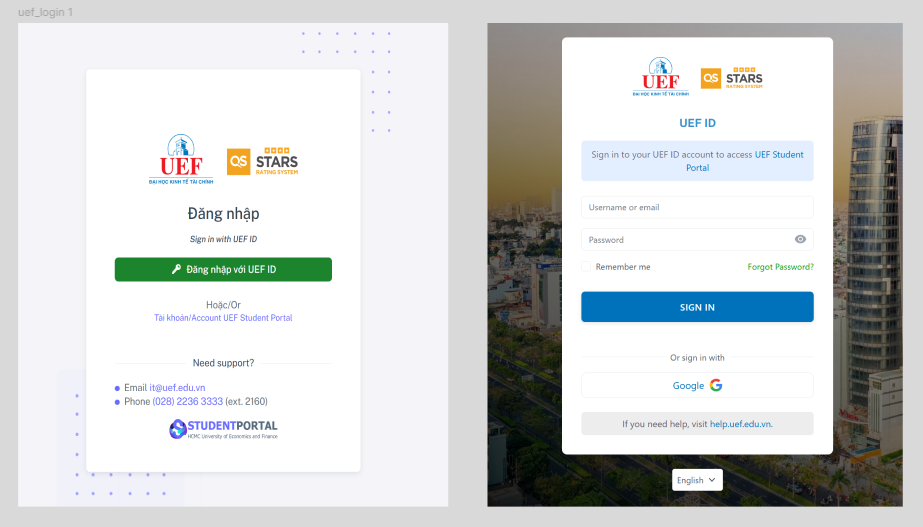 uef_login 1
UEF
ĐẠI HỌC KINH TẾ TÀI CHÍNH
QS
STARS
RATING SYSTEM
Đăng nhập
Sign in with UEF ID
Đăng nhập với UEF ID
Hoặc/Or
Tài khoản/Account UEF Student Portal
Need support?
Email it@uef.edu.vn
Phone (028) 2236 3333 (ext. 2160)
STUDENTPORTAL
HCMC University of Economics and Finance
UEF
ĐẠI HỌC KINH TẾ TÀI CHÍNH
QS
STARS
RATING SYSTEM
UEF ID
Sign in to your UEF ID account to access UEF Student
Portal
Username or email
Password
Remember me
Forgot Password?
SIGN IN
Or sign in with
Google
If you need help, visit help.uef.edu.vn.
English